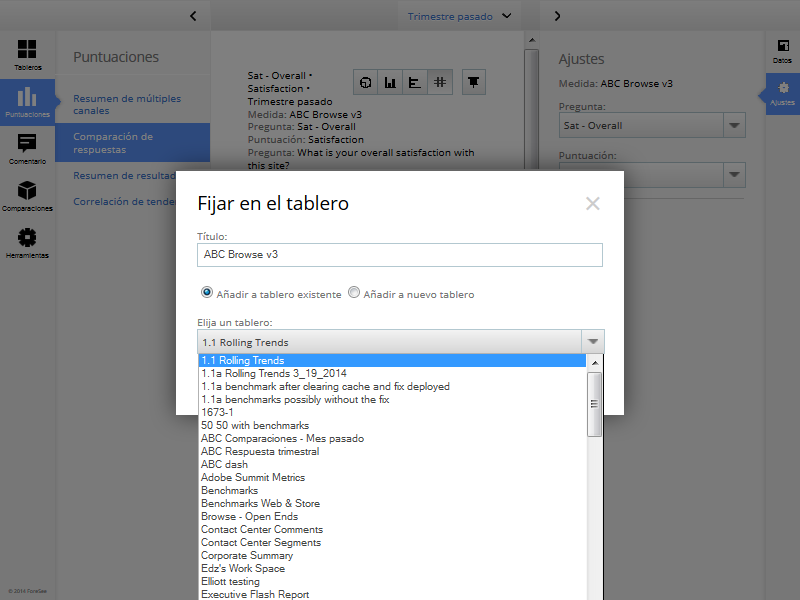 Trimestre pasado
Tableros
Puntuaciones
Comentario
Comparaciones
Herramientas
Puntuaciones
Resumen de múltiples
canales
Comparación de
respuestas
Resumen de resultad
Correlación de tende
Sat - Overall •
Satisfaction •
Trimestre pasado
Medida: ABC Browse v3
Pregunta: Sat - Overall
Puntuación: Satisfaction
Pregunta: What is your overall satisfaction with
this site?
Ajustes
Medida: ABC Browse v3
Pregunta:
Sat - Overall
Puntuación:
Datos
Ajustes
Fijar en el tablero
Título:
ABC Browse v3
Añadir a tablero existente
Añadir a nuevo tablero
Elija un tablero:
1.1 Rolling Trends
1.1 Rolling Trends
1.1a Rolling Trends 3_19_2014
1.1a benchmark after clearing cache and fix deployed
1.1a benchmarks possibly without the fix
1673-1
50 50 with benchmarks
ABC Comparaciones - Mes pasado
ABC Respuesta trimestral
ABC dash
Adobe Summit Metrics
Benchmarks
Benchmarks Web & Store
Browse - Open Ends
Contact Center Comments
Contact Center Segments
Corporate Summary
Edz's Work Space
Elliott testing
Executive Flash Report
© 2014 ForeSee